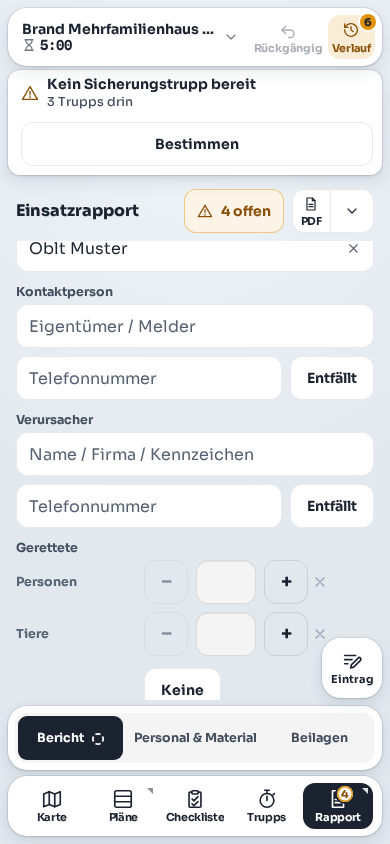 Brand Mehrfamilienhaus ...
5:00
Rückgängig
6
Verlauf
Kein Sicherungstrupp bereit
3 Trupps drin
Bestimmen
Einsatzrapport
4 offen
PDF
Oblt Muster
Kontaktperson
Eigentümer / Melder
Telefonnummer
Entfällt
Verursacher
Name / Firma / Kennzeichen
Telefonnummer
Entfällt
Gerettete
Personen
Tiere
Keine
Eintrag
Bericht
Personal & Material
Beilagen
Karte
Pläne
Checkliste
Trupps
4
Rapport